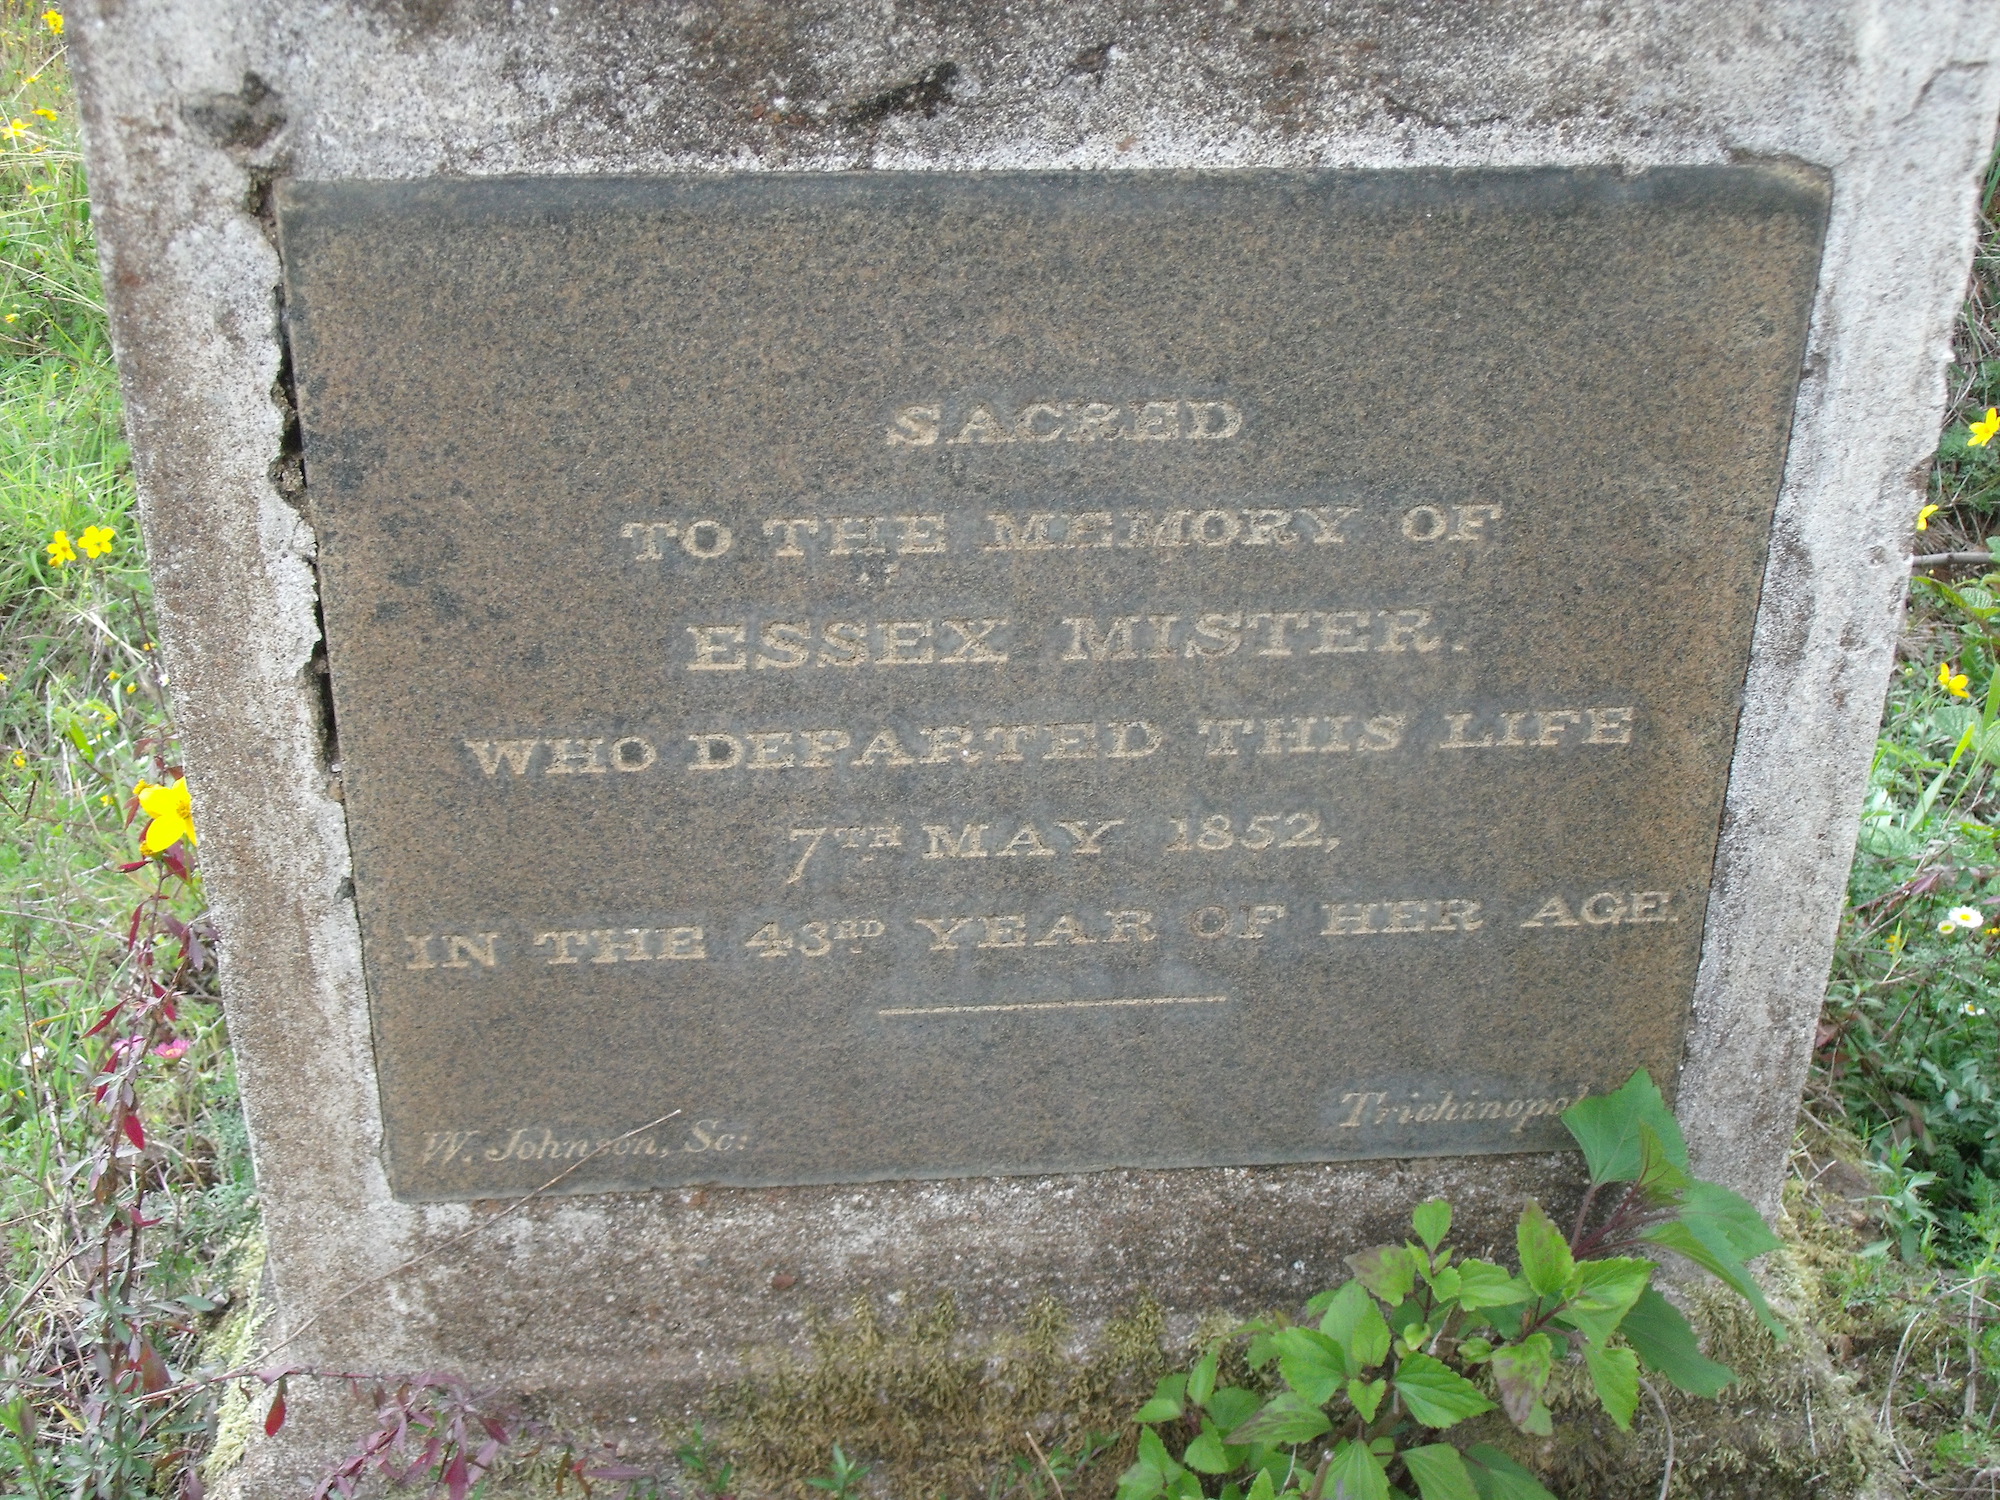 SACRED
TO THE MEMORY OF
ESSEX MISTER.
WHO DEPARTED THIS LIFE
7TH MAY 1852,
IN THE 43RD YEAR OF HER AGE.
W. Johnson, Sc: